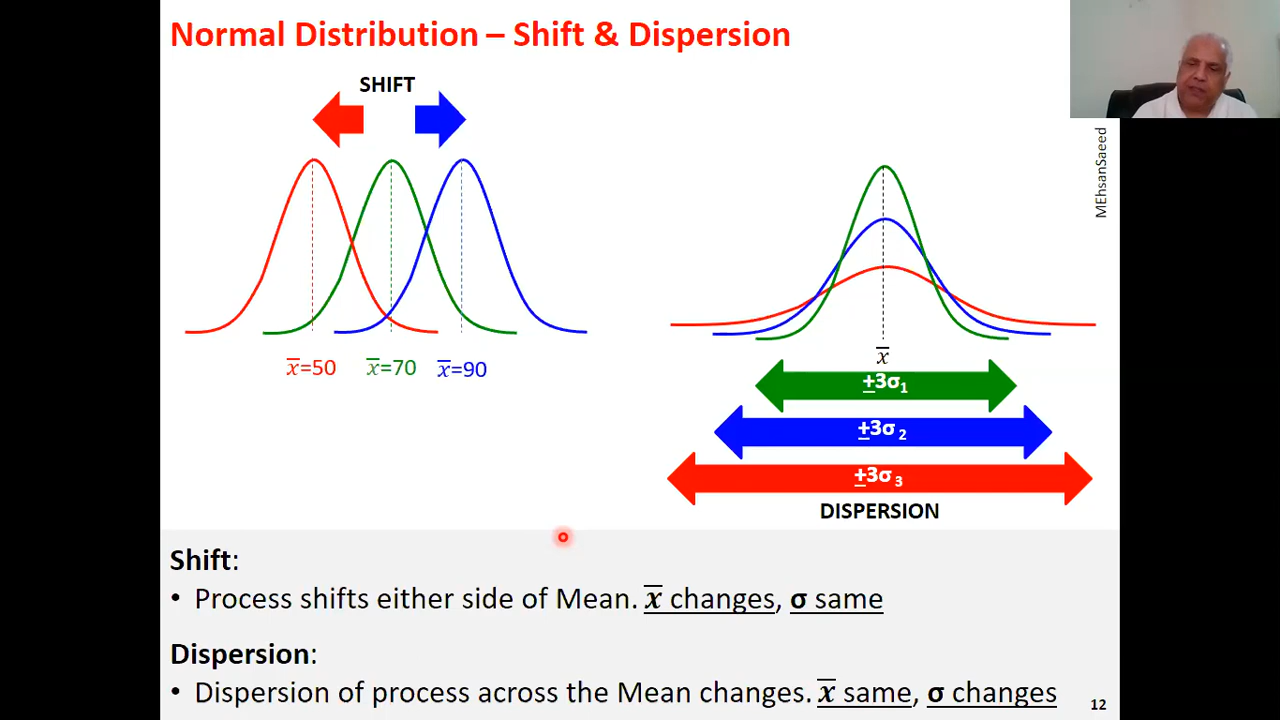 Normal Distribution – Shift & Dispersion
SHIFT
x̅=50
x̅=70
x̅=90
MEhsanSaeed
x̅
±3σ₁
±3σ₂
±3σ₃
DISPERSION
Shift:
• Process shifts either side of Mean. x̅ changes, σ same
Dispersion:
• Dispersion of process across the Mean changes. x̅ same, σ changes
12